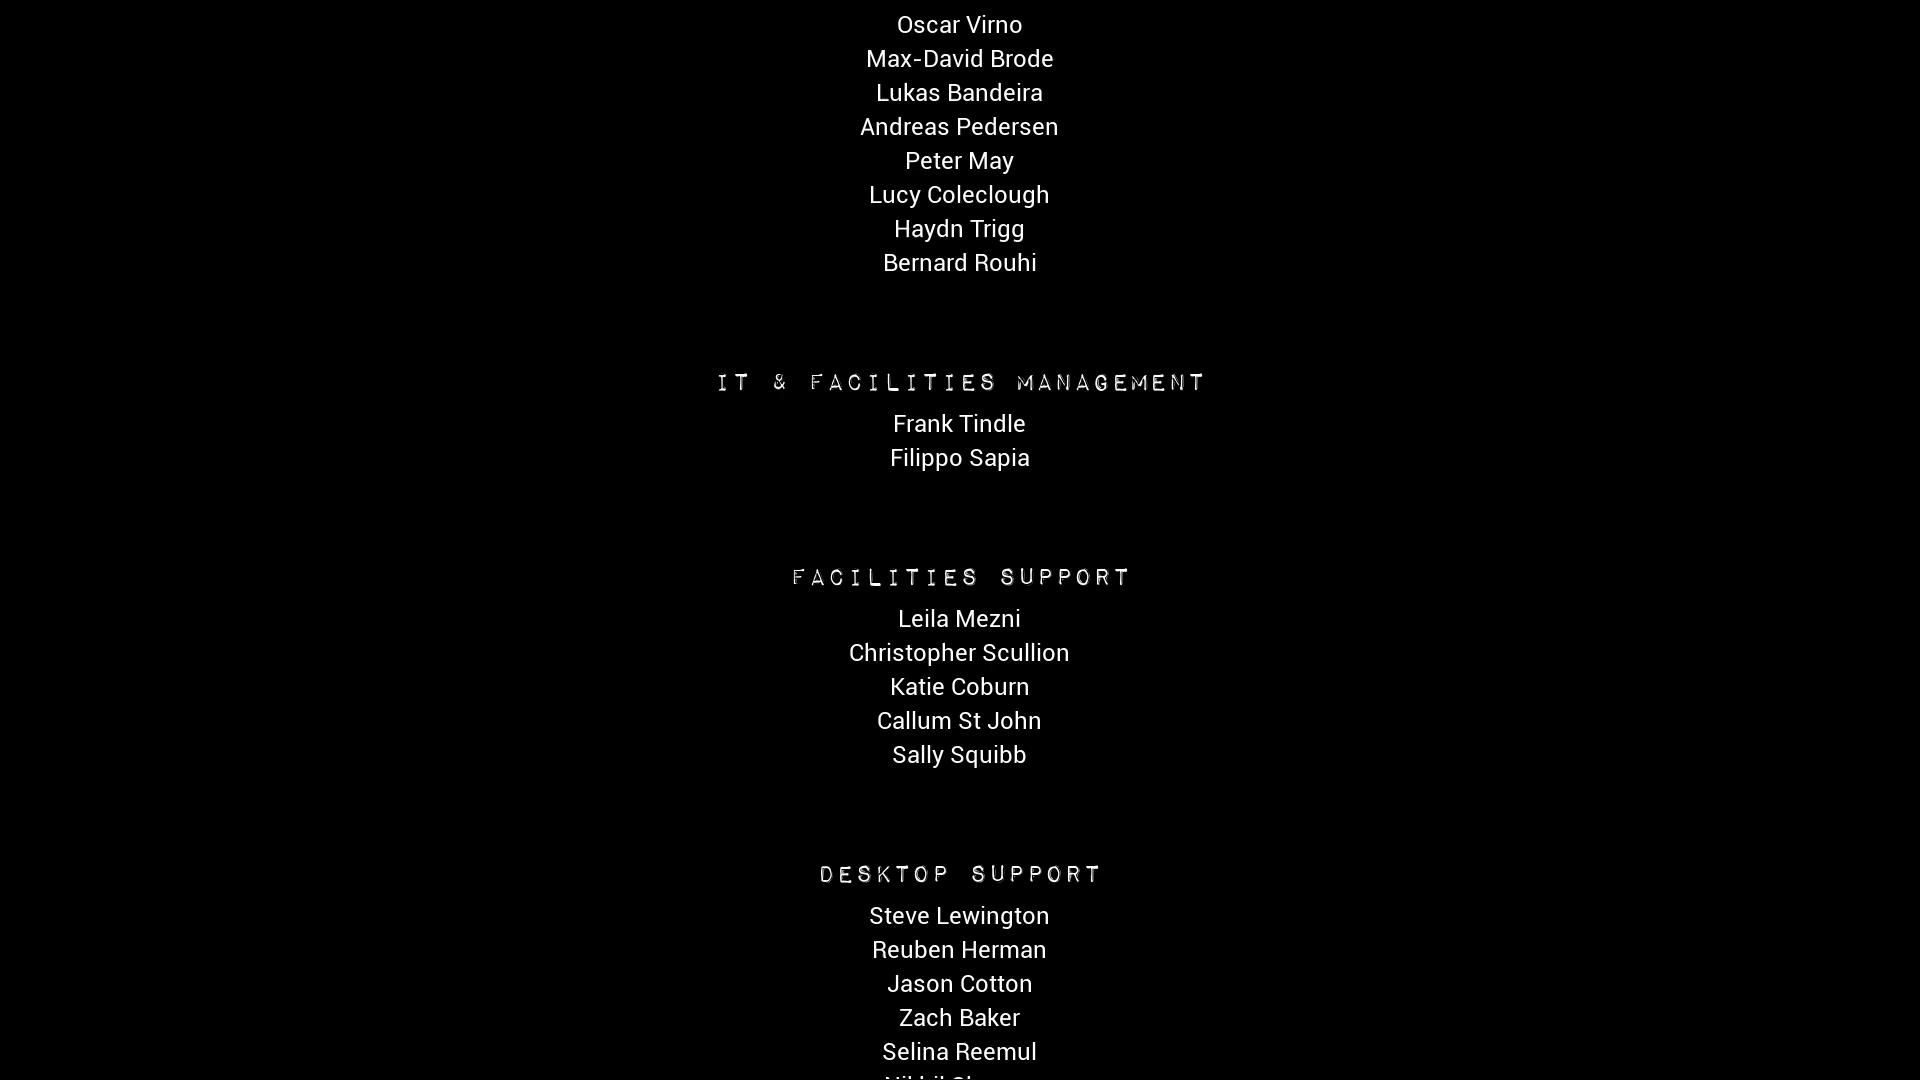 Oscar Virno
Max-David Brode
Lukas Bandeira
Andreas Pedersen
Peter May
Lucy Coleclough
Haydn Trigg
Bernard Rouhi
IT & FACILITIES MANAGEMENT
Frank Tindle
Filippo Sapia
FACILITIES SUPPORT
Leila Mezni
Christopher Scullion
Katie Coburn
Callum St John
Sally Squibb
DESKTOP SUPPORT
Steve Lewington
Reuben Herman
Jason Cotton
Zach Baker
Selina Reemul